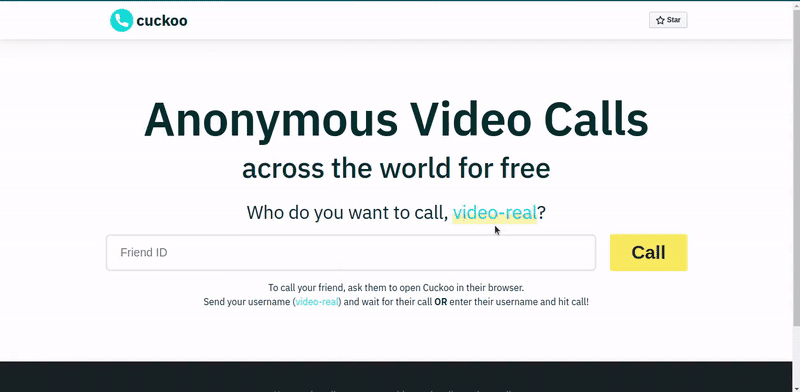 cuckoo
Star
Anonymous Video Calls
across the world for free
Who do you want to call, video-real?
Friend ID
Call
To call your friend, ask them to open Cuckoo in their browser.
Send your username (video-real) and wait for their call OR enter their username and hit call!